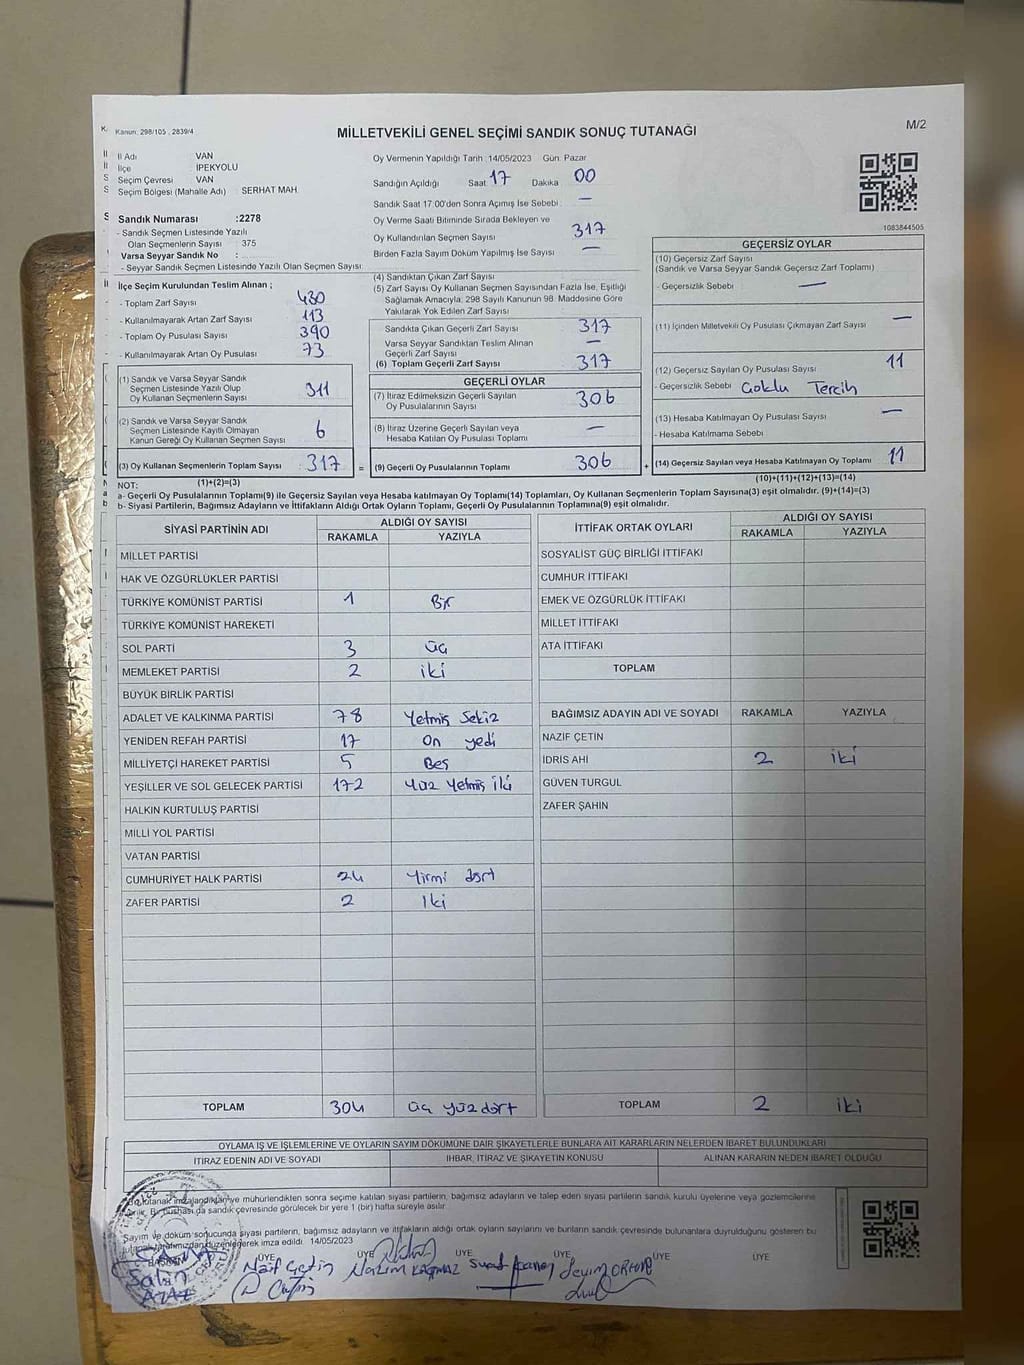 Kanun: 298/105 , 2839/4
MİLLETVEKİLİ GENEL SEÇİMİ SANDIK SONUÇ TUTANAĞI
M/2
İl Adı VAN
İlçe İPEKYOLU
Seçim Çevresi VAN
Seçim Bölgesi (Mahalle Adı) : SERHAT MAH.
Sandık Numarası :2278
- Sandık Seçmen Listesinde Yazılı
Olan Seçmenlerin Sayısı : 375
Varsa Seyyar Sandık No :
- Seyyar Sandık Seçmen Listesinde Yazılı Olan Seçmen Sayısı:
İlçe Seçim Kurulundan Teslim Alınan ;
- Toplam Zarf Sayısı 430
- Kullanılmayarak Artan Zarf Sayısı 113
- Toplam Oy Pusulası Sayısı 390
- Kullanılmayarak Artan Oy Pusulası 73
(1) Sandık ve Varsa Seyyar Sandık
Seçmen Listesinde Yazılı Olup
Oy Kullanan Seçmenlerin Sayısı 311
(2) Sandık ve Varsa Seyyar Sandık
Seçmen Listesinde Kayıtlı Olmayan
Kanun Gereği Oy Kullanan Seçmen Sayısı 6
(3) Oy Kullanan Seçmenlerin Toplam Sayısı 317 =
(1)+(2)=(3)
Oy Vermenin Yapıldığı Tarih : 14/05/2023 Gün: Pazar
Sandığın Açıldığı Saat 17 Dakika 00
Sandık Saat 17:00'den Sonra Açımış İse Sebebi : —
Oy Verme Saati Bitiminde Sırada Bekleyen ve
Oy Kullandırılan Seçmen Sayısı 317
Birden Fazla Sayım Döküm Yapılmış İse Sayısı —
(4) Sandıktan Çıkan Zarf Sayısı
(5) Zarf Sayısı Oy Kullanan Seçmen Sayısından Fazla İse, Eşitliği
Sağlamak Amacıyla; 298 Sayılı Kanunun 98. Maddesine Göre
Yakılarak Yok Edilen Zarf Sayısı
Sandıkta Çıkan Geçerli Zarf Sayısı 317
Varsa Seyyar Sandıktan Teslim Alınan
Geçerli Zarf Sayısı —
(6) Toplam Geçerli Zarf Sayısı 317
GEÇERLİ OYLAR
(7) İtiraz Edilmeksizin Geçerli Sayılan
Oy Pusulalarının Sayısı 306
(8) İtiraz Üzerine Geçerli Sayılan veya
Hesaba Katılan Oy Pusulası Toplamı —
(9) Geçerli Oy Pusulalarının Toplamı 306 +
1083844505
GEÇERSİZ OYLAR
(10) Geçersiz Zarf Sayısı
(Sandık ve Varsa Seyyar Sandık Geçersiz Zarf Toplamı)
- Geçersizlik Sebebi —
(11) İçinden Milletvekili Oy Pusulası Çıkmayan Zarf Sayısı —
(12) Geçersiz Sayılan Oy Pusulası Sayısı 11
- Geçersizlik Sebebi Çoklu Tercih
(13) Hesaba Katılmayan Oy Pusulası Sayısı —
- Hesaba Katılmama Sebebi
(14) Geçersiz Sayılan veya Hesaba Katılmayan Oy Toplamı 11
(10)+(11)+(12)+(13)=(14)
NOT:
a- Geçerli Oy Pusulalarının Toplamı(9) ile Geçersiz Sayılan veya Hesaba katılmayan Oy Toplamı(14) Toplamları, Oy Kullanan Seçmenlerin Toplam Sayısına(3) eşit olmalıdır. (9)+(14)=(3)
b- Siyasi Partilerin, Bağımsız Adayların ve İttifakların Aldığı Ortak Oyların Toplamı, Geçerli Oy Pusulalarının Toplamına(9) eşit olmalıdır.
SİYASİ PARTİNİN ADI ALDIĞI OY SAYISI
RAKAMLA YAZIYLA
MİLLET PARTİSİ
HAK VE ÖZGÜRLÜKLER PARTİSİ
TÜRKİYE KOMÜNİST PARTİSİ 1 Bir
TÜRKİYE KOMÜNİST HAREKETİ
SOL PARTİ 3 üç
MEMLEKET PARTİSİ 2 iki
BÜYÜK BİRLİK PARTİSİ
ADALET VE KALKINMA PARTİSİ 78 Yetmiş Sekiz
YENİDEN REFAH PARTİSİ 17 On yedi
MİLLİYETÇİ HAREKET PARTİSİ 5 Beş
YEŞİLLER VE SOL GELECEK PARTİSİ 172 Yüz Yetmiş iki
HALKIN KURTULUŞ PARTİSİ
MİLLİ YOL PARTİSİ
VATAN PARTİSİ
CUMHURİYET HALK PARTİSİ 24 Yirmi dört
ZAFER PARTİSİ 2 İki
TOPLAM 304 üç yüz dört
İTTİFAK ORTAK OYLARI ALDIĞI OY SAYISI
RAKAMLA YAZIYLA
SOSYALİST GÜÇ BİRLİĞİ İTTİFAKI
CUMHUR İTTİFAKI
EMEK VE ÖZGÜRLÜK İTTİFAKI
MİLLET İTTİFAKI
ATA İTTİFAKI
TOPLAM
BAĞIMSIZ ADAYIN ADI VE SOYADI RAKAMLA YAZIYLA
NAZİF ÇETİN
İDRİS AHİ 2 iki
GÜVEN TURGUL
ZAFER ŞAHİN
TOPLAM 2 iki
OYLAMA İŞ VE İŞLEMLERİNE VE OYLARIN SAYIM DÖKÜMÜNE DAİR ŞİKAYETLERLE BUNLARA AİT KARARLARIN NELERDEN İBARET BULUNDUKLARI
İTİRAZ EDENİN ADI VE SOYADI İHBAR, İTİRAZ VE ŞİKAYETİN KONUSU ALINAN KARARIN NEDEN İBARET OLDUĞU
tutanak imzalandıktan ve mühürlendikten sonra seçime katılan siyasi partilerin, bağımsız adayların ve talep eden siyasi partilerin sandık kurulu üyelerine veya gözlemcilerine
verilir. Bir nüshası da sandık çevresinde görülecek bir yere 1 (bir) hafta süreyle asılır.
Sayım ve döküm sonucunda siyasi partilerin, bağımsız adayların ve ittifakların aldığı ortak oyların sayılarını ve bunların sandık çevresinde bulunanlara duyrulduğunu gösteren bu
tutanak tarafımızdan düzenlenerek imza edildi. 14/05/2023
BAŞKAN ÜYE ÜYE ÜYE ÜYE ÜYE ÜYE
Nazım KAÇMAZ